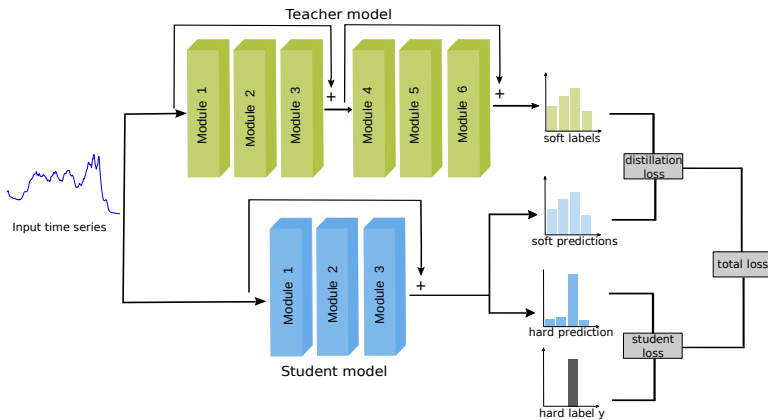 Teacher model
Module 1
Module 2
Module 3
+
Module 4
Module 5
Module 6
+
soft labels
distillation
loss
Input time series
Module 1
Module 2
Module 3
+
Student model
soft predictions
total loss
hard prediction
student
loss
hard label y